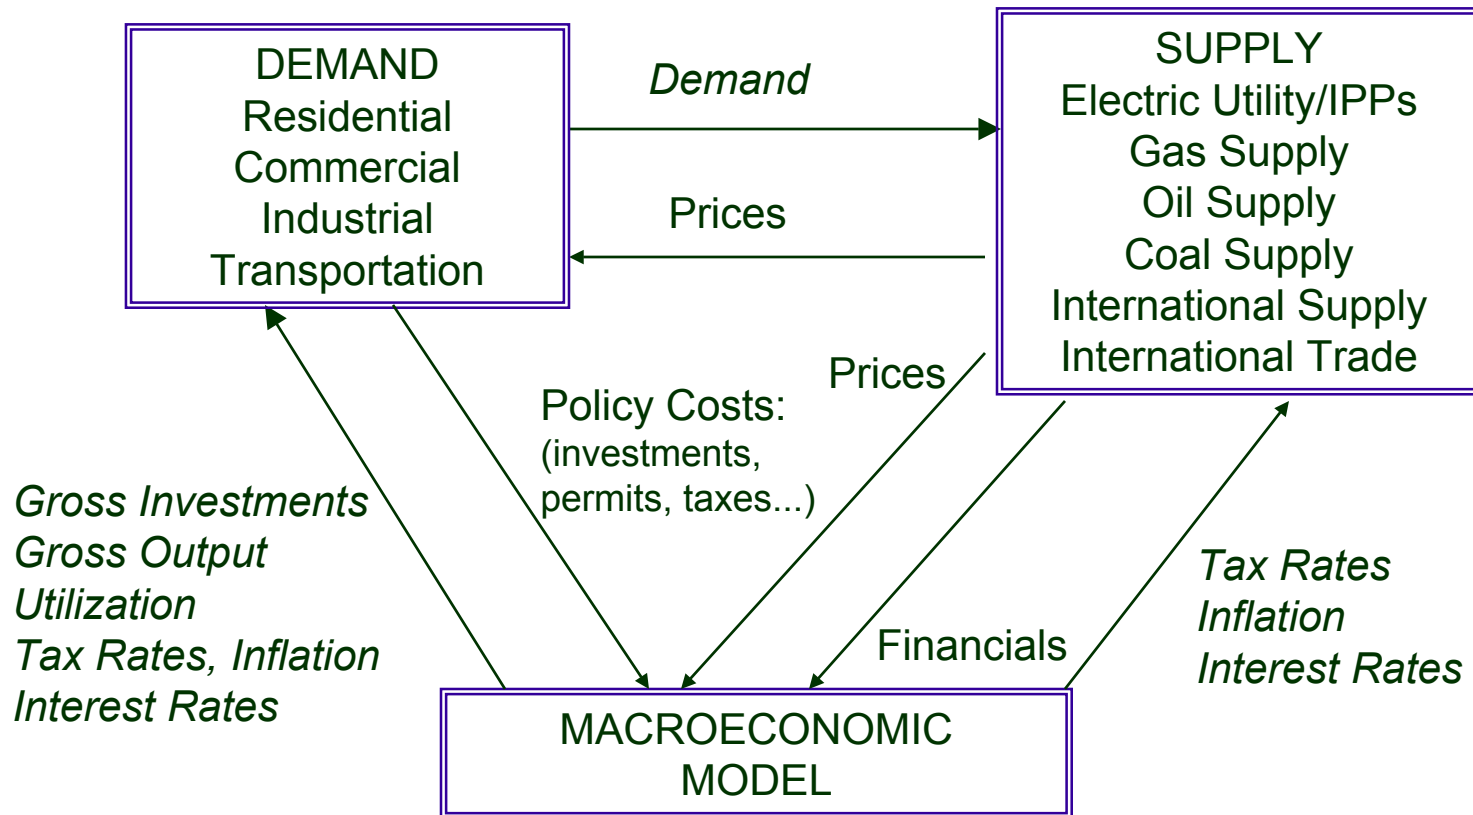 DEMAND
Residential
Commercial
Industrial
Transportation
Demand
Prices
SUPPLY
Electric Utility/IPPs
Gas Supply
Oil Supply
Coal Supply
International Supply
International Trade
Gross Investments
Gross Output
Utilization
Tax Rates, Inflation
Interest Rates
Policy Costs:
(investments,
permits, taxes...)
Prices
Financials
Tax Rates
Inflation
Interest Rates
MACROECONOMIC
MODEL